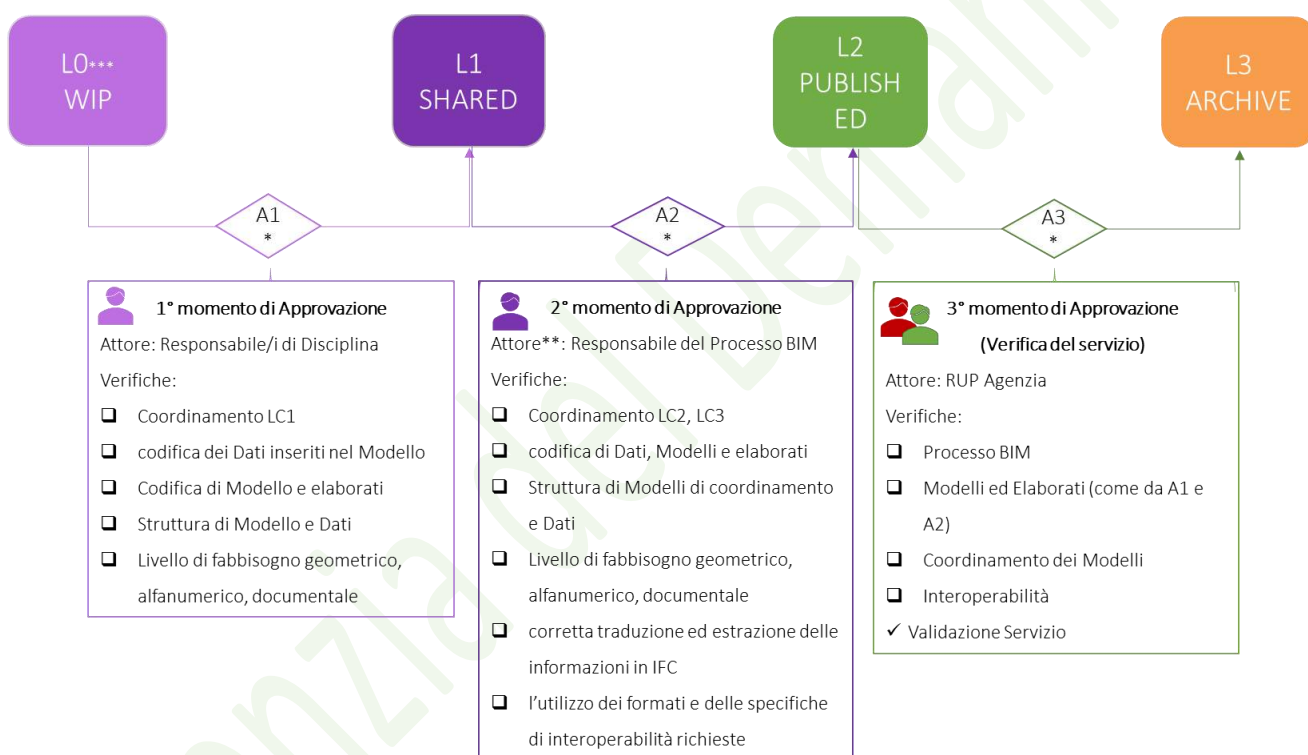 L0***
WIP
L1
SHARED
L2
PUBLISH
ED
L3
ARCHIVE
A1
*
A2
*
A3
*
1° momento di Approvazione
Attore: Responsabile/i di Disciplina
Verifiche:
❑ Coordinamento LC1
❑ codifica dei Dati inseriti nel Modello
❑ Codifica di Modello e elaborati
❑ Struttura di Modello e Dati
❑ Livello di fabbisogno geometrico,
alfanumerico, documentale
2° momento di Approvazione
Attore**: Responsabile del Processo BIM
Verifiche:
❑ Coordinamento LC2, LC3
❑ codifica di Dati, Modelli e elaborati
❑ Struttura di Modelli di coordinamento
e Dati
❑ Livello di fabbisogno geometrico,
alfanumerico, documentale
❑ corretta traduzione ed estrazione delle
informazioni in IFC
❑ l'utilizzo dei formati e delle specifiche
di interoperabilità richieste
3° momento di Approvazione
(Verifica del servizio)
Attore: RUP Agenzia
Verifiche:
❑ Processo BIM
❑ Modelli ed Elaborati (come da A1 e
A2)
❑ Coordinamento dei Modelli
❑ Interoperabilità
✓ Validazione Servizio